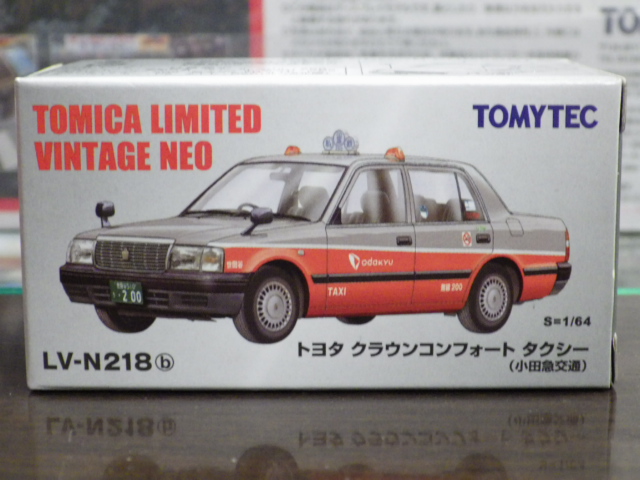 TOMICA LIMITED
VINTAGE NEO
TOMYTEC
odakyu
TAXI
200
S=1/64
LV-N218ⓑ
トヨタ クラウンコンフォート タクシー
(小田急交通)